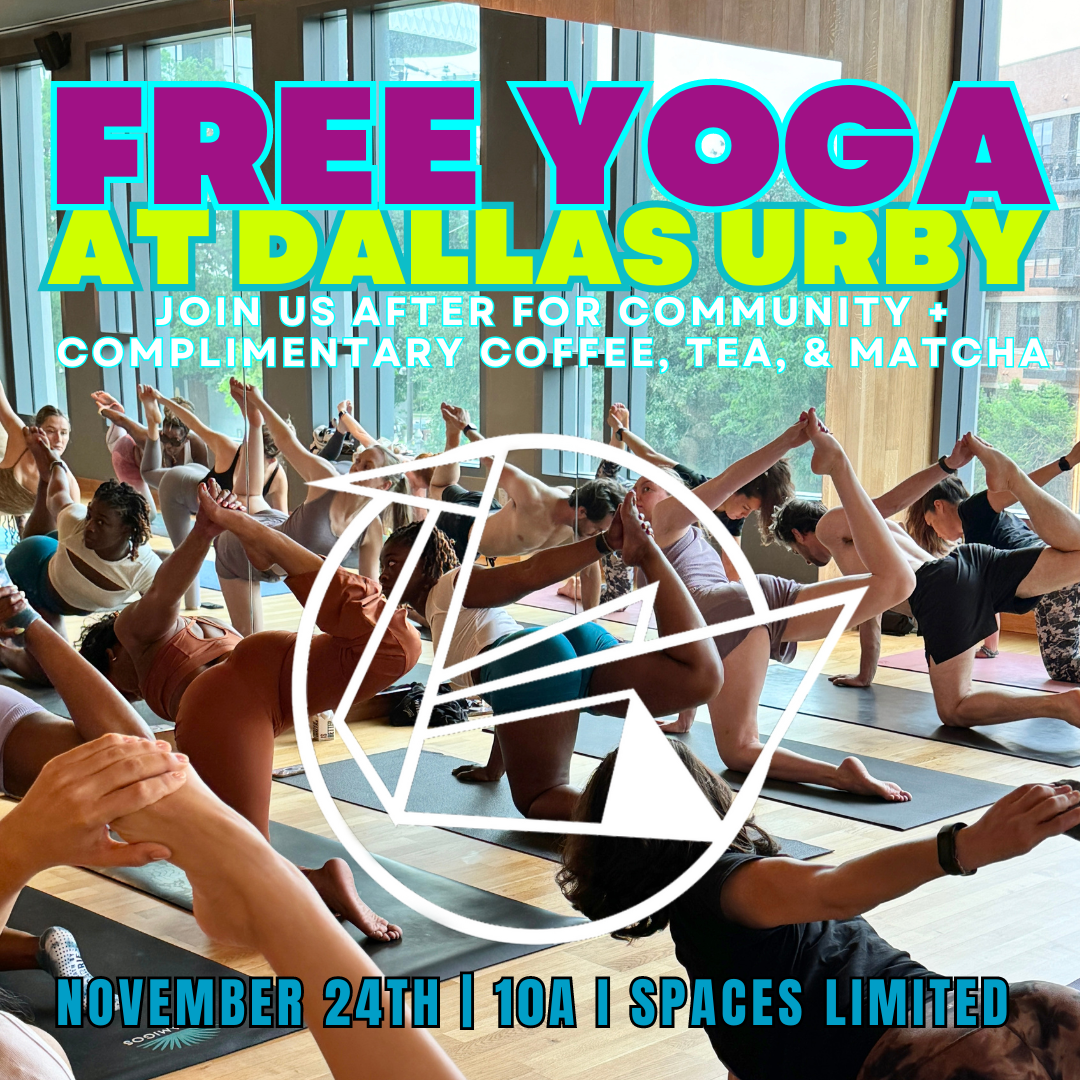 FREE YOGA
AT DALLAS URBY
JOIN US AFTER FOR COMMUNITY +
COMPLIMENTARY COFFEE, TEA, & MATCHA
NOVEMBER 24TH | 10A I SPACES LIMITED